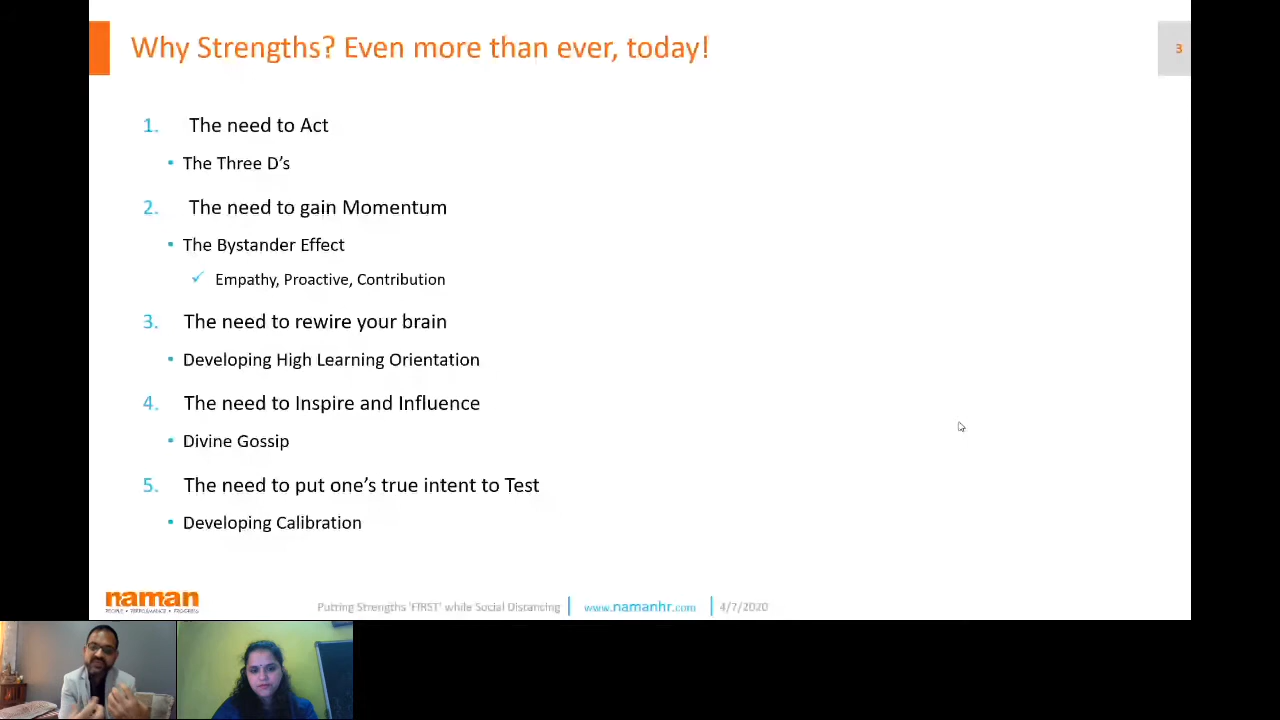 Why Strengths? Even more than ever, today!
3
1. The need to Act
• The Three D's
2. The need to gain Momentum
• The Bystander Effect
✓ Empathy, Proactive, Contribution
3. The need to rewire your brain
• Developing High Learning Orientation
4. The need to Inspire and Influence
• Divine Gossip
5. The need to put one's true intent to Test
• Developing Calibration
naman
PEOPLE • PERFORMANCE • PROGRESS
Putting Strengths 'FIRST' while Social Distancing
www.namanhr.com
4/7/2020